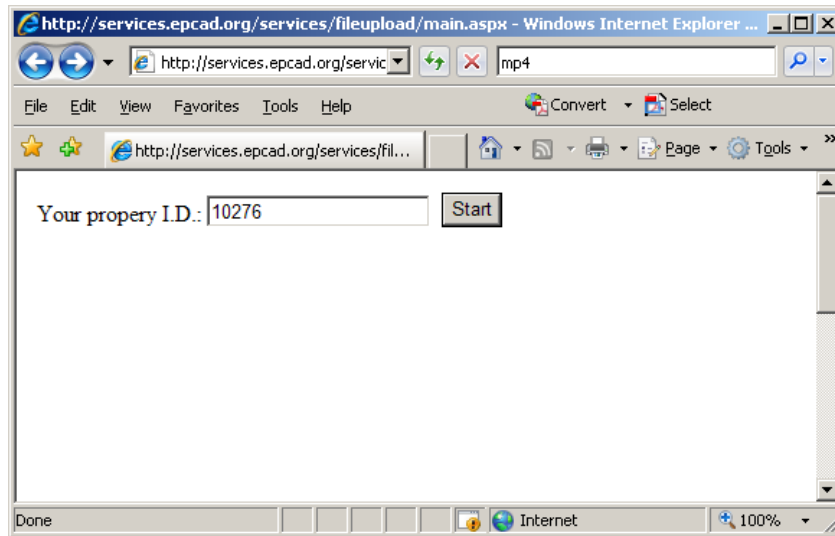 http://services.epcad.org/services/fileupload/main.aspx - Windows Internet Explorer ...
http://services.epcad.org/servic mp4
File Edit View Favorites Tools Help Convert Select
http://services.epcad.org/services/fil... Page Tools »
Your propery I.D.: 10276 Start
Done Internet 100%